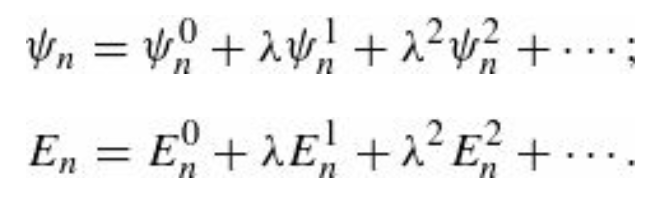 ψ_n = ψ_n^0 + λψ_n^1 + λ^2ψ_n^2 + ···;
E_n = E_n^0 + λE_n^1 + λ^2E_n^2 + ···.